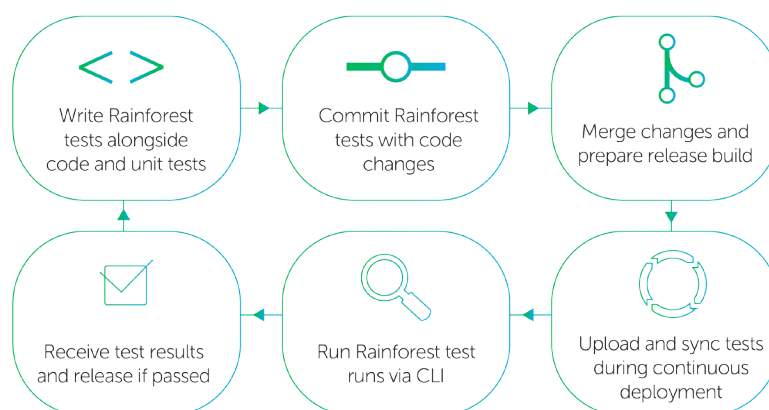 Write Rainforest
tests alongside
code and unit tests
Commit Rainforest
tests with code
changes
Merge changes and
prepare release build
Upload and sync tests
during continuous
deployment
Run Rainforest test
runs via CLI
Receive test results
and release if passed